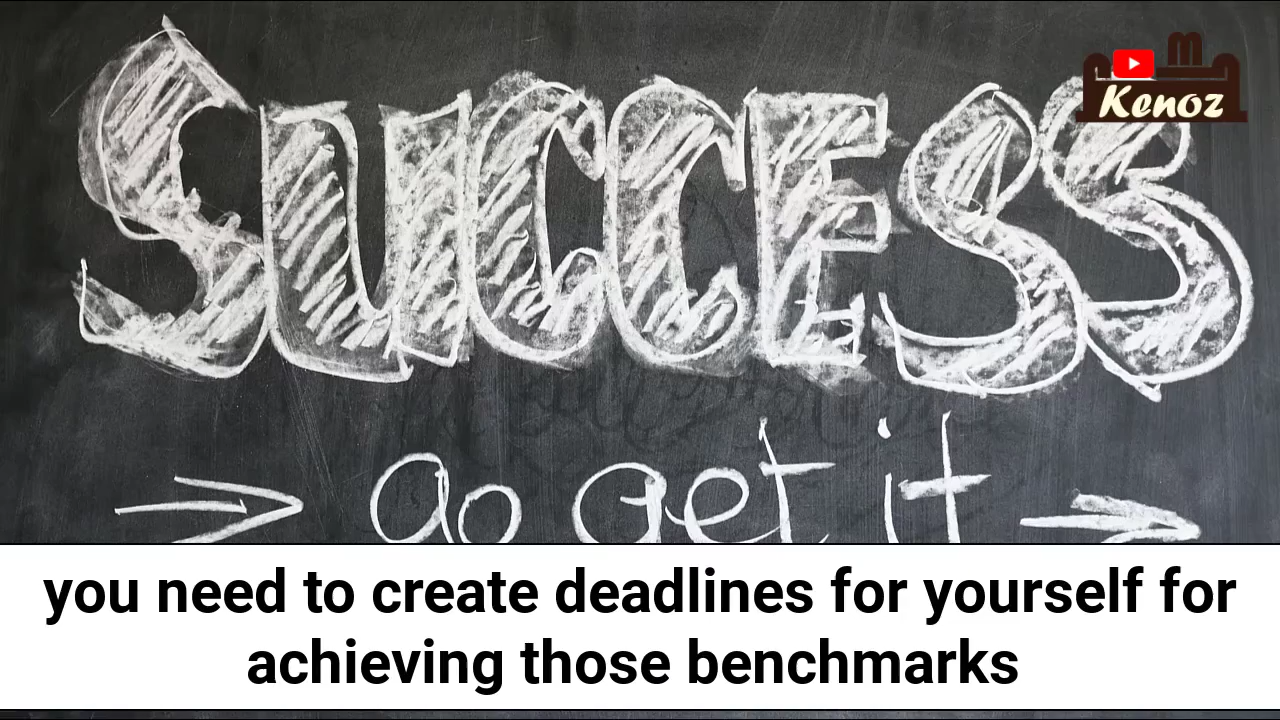 Kenoz
SUCCESS
go get it
you need to create deadlines for yourself for
achieving those benchmarks